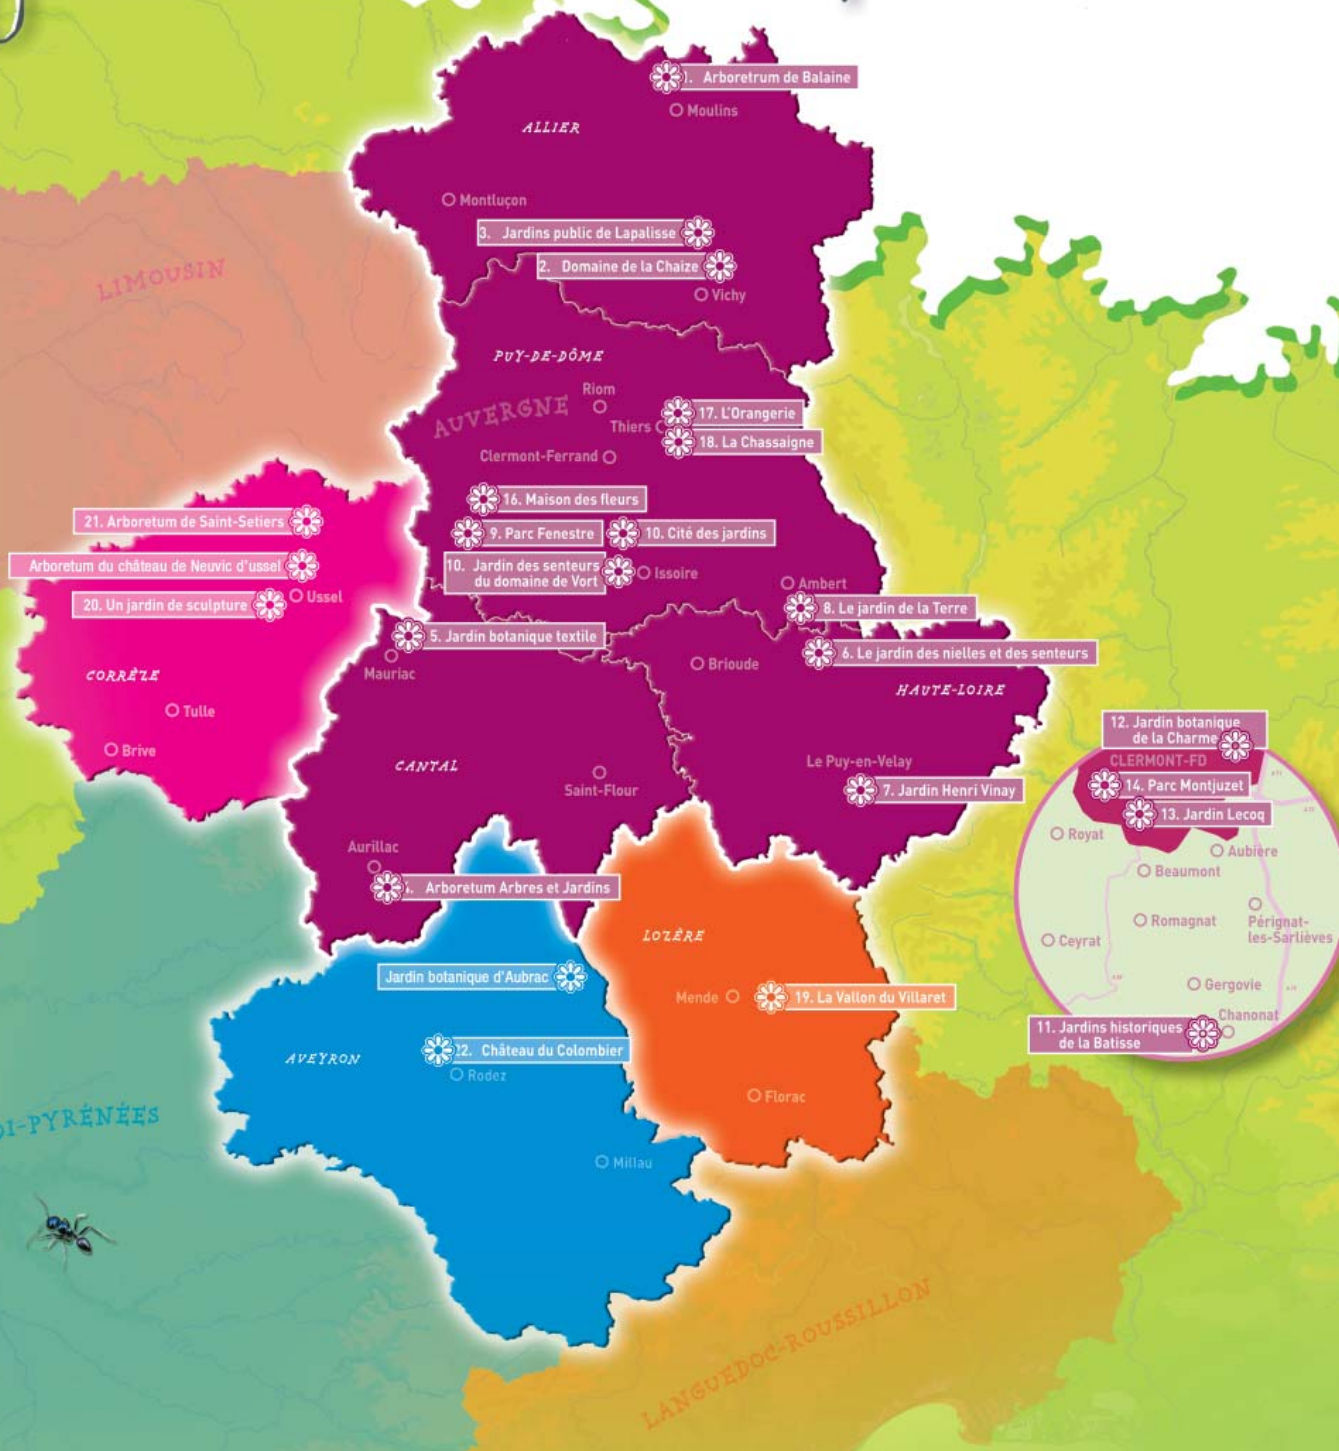 1. Arboretrum de Balaine
Moulins
ALLIER
Montluçon
3. Jardins public de Lapalisse
2. Domaine de la Chaize
Vichy
LIMOUSIN
PUY-DE-DÔME
Riom
AUVERGNE
17. L'Orangerie
Thiers
18. La Chassaigne
Clermont-Ferrand
16. Maison des fleurs
21. Arboretum de Saint-Setiers
9. Parc Fenestre
10. Cité des jardins
Arboretum du château de Neuvic d'ussel
10. Jardin des senteurs
du domaine de Vort
Issoire
Ambert
Ussel
20. Un jardin de sculpture
8. Le jardin de la Terre
5. Jardin botanique textile
6. Le jardin des nielles et des senteurs
Mauriac
Brioude
CORRÈZE
HAUTE-LOIRE
Tulle
Brive
CANTAL
Le Puy-en-Velay
Saint-Flour
7. Jardin Henri Vinay
12. Jardin botanique
de la Charme
CLERMONT-FD
14. Parc Montjuzet
13. Jardin Lecoq
Royat
Aubière
Beaumont
Romagnat
Pérignat-
les-Sarlièves
Ceyrat
Gergovie
Chanonat
11. Jardins historiques
de la Batisse
Aurillac
Arboretum Arbres et Jardins
LOZÈRE
Jardin botanique d'Aubrac
Mende
19. La Vallon du Villaret
AVEYRON
22. Château du Colombier
Rodez
Florac
DI-PYRÉNÉES
Millau
LANGUEDOC-ROUSSILLON